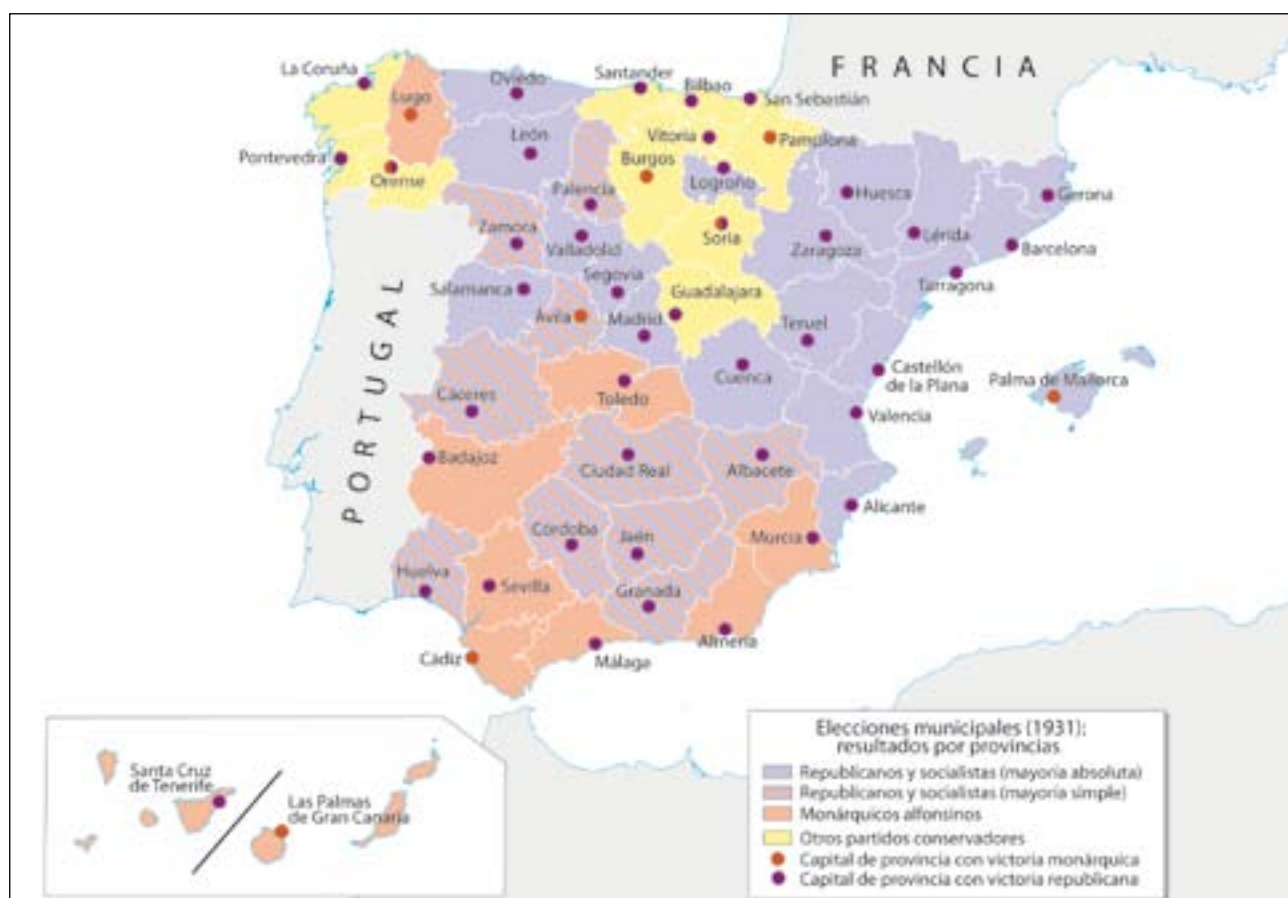 FRANCIA
La Coruña
Oviedo
Santander
Bilbao
San Sebastián
Lugo
León
Vitoria
Pamplona
Pontevedra
Orense
Burgos
Logroño
Palencia
Huesca
Gerona
Zamora
Valladolid
Soria
Zaragoza
Lérida
Barcelona
Segovia
Tarragona
Salamanca
Guadalajara
Ávila
Madrid
Teruel
PORTUGAL
Cuenca
Castellón
de la Plana
Palma de Mallorca
Cáceres
Toledo
Valencia
Badajoz
Ciudad Real
Albacete
Alicante
Córdoba
Jaén
Murcia
Huelva
Sevilla
Granada
Almería
Cádiz
Málaga
Santa Cruz
de Tenerife
Las Palmas
de Gran Canaria
Elecciones municipales (1931):
resultados por provincias
Republicanos y socialistas (mayoría absoluta)
Republicanos y socialistas (mayoría simple)
Monárquicos alfonsinos
Otros partidos conservadores
Capital de provincia con victoria monárquica
Capital de provincia con victoria republicana